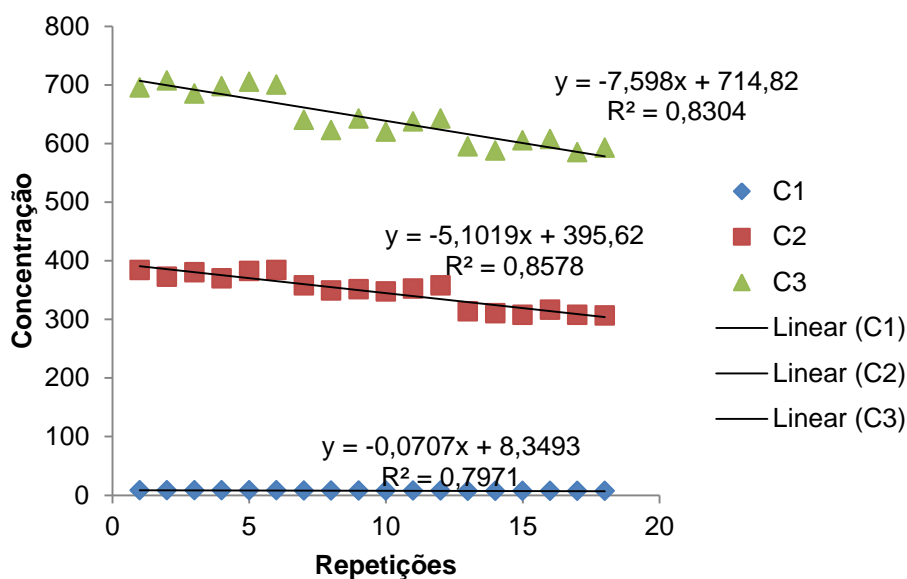 800
700
600
500
400
300
200
100
0
Concentração
y = -7,598x + 714,82
R² = 0,8304
y = -5,1019x + 395,62
R² = 0,8578
y = -0,0707x + 8,3493
R² = 0,7971
0
5
10
15
20
Repetições
C1
C2
C3
Linear (C1)
Linear (C2)
Linear (C3)